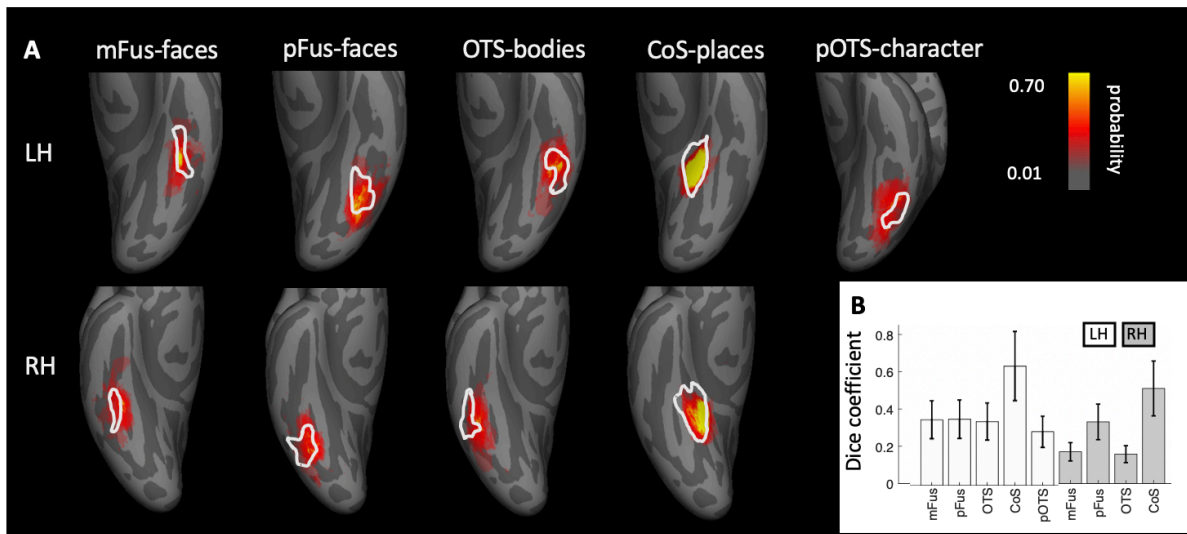 A
mFus-faces
pFus-faces
OTS-bodies
CoS-places
pOTS-character
LH
0.70
0.01
probability
RH
B
LH
RH
Dice coefficient
0.8
0.6
0.4
0.2
0
mFus
pFus
OTS
CoS
pOTS
mFus
pFus
OTS
CoS